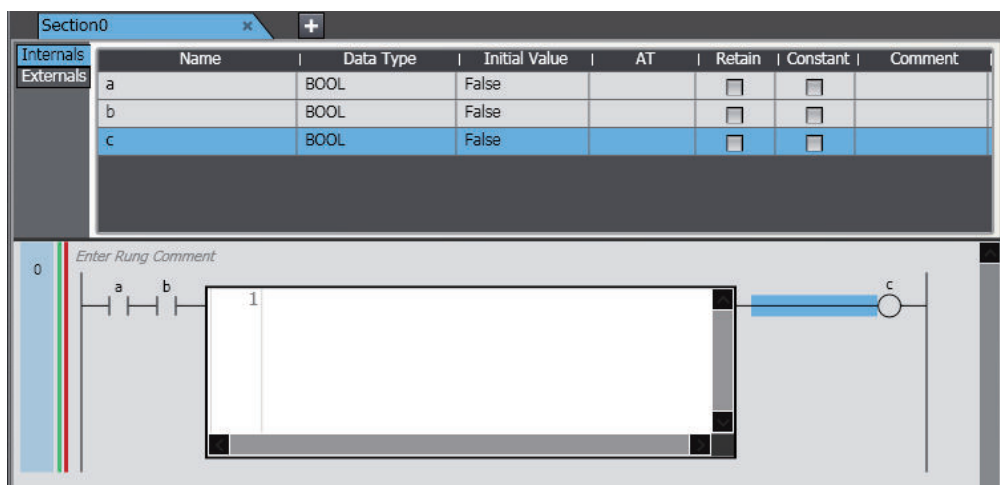 Section0 × +
Internals Name Data Type Initial Value AT Retain Constant Comment
Externals
a BOOL False
b BOOL False
c BOOL False
Enter Rung Comment
0
a b c
1